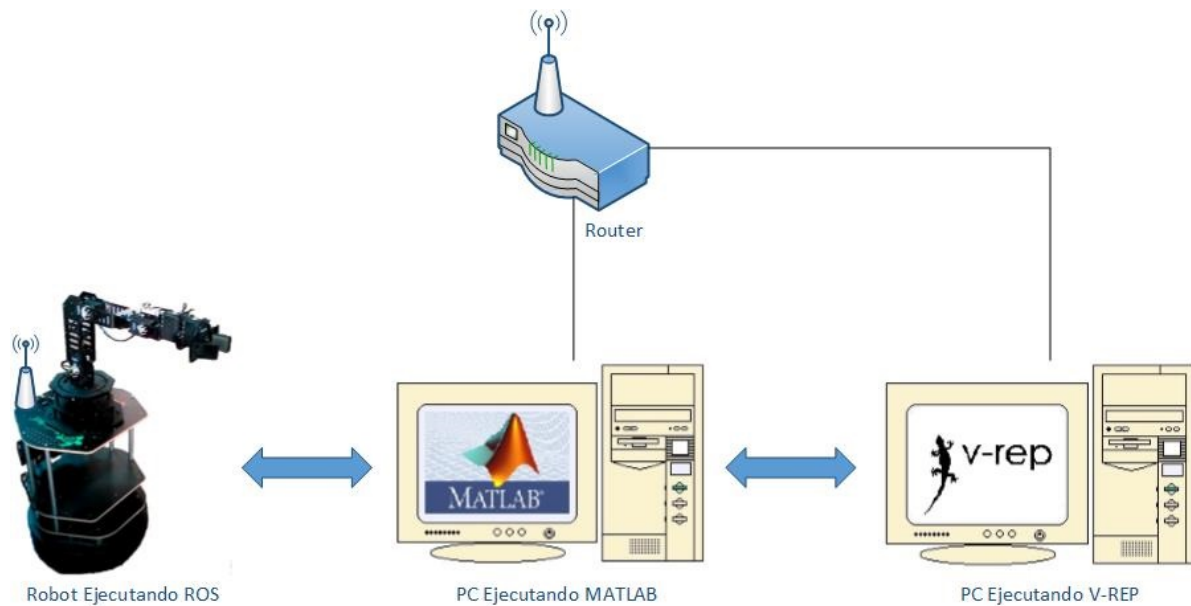 Router
MATLAB®
v-rep
Robot Ejecutando ROS
PC Ejecutando MATLAB
PC Ejecutando V-REP